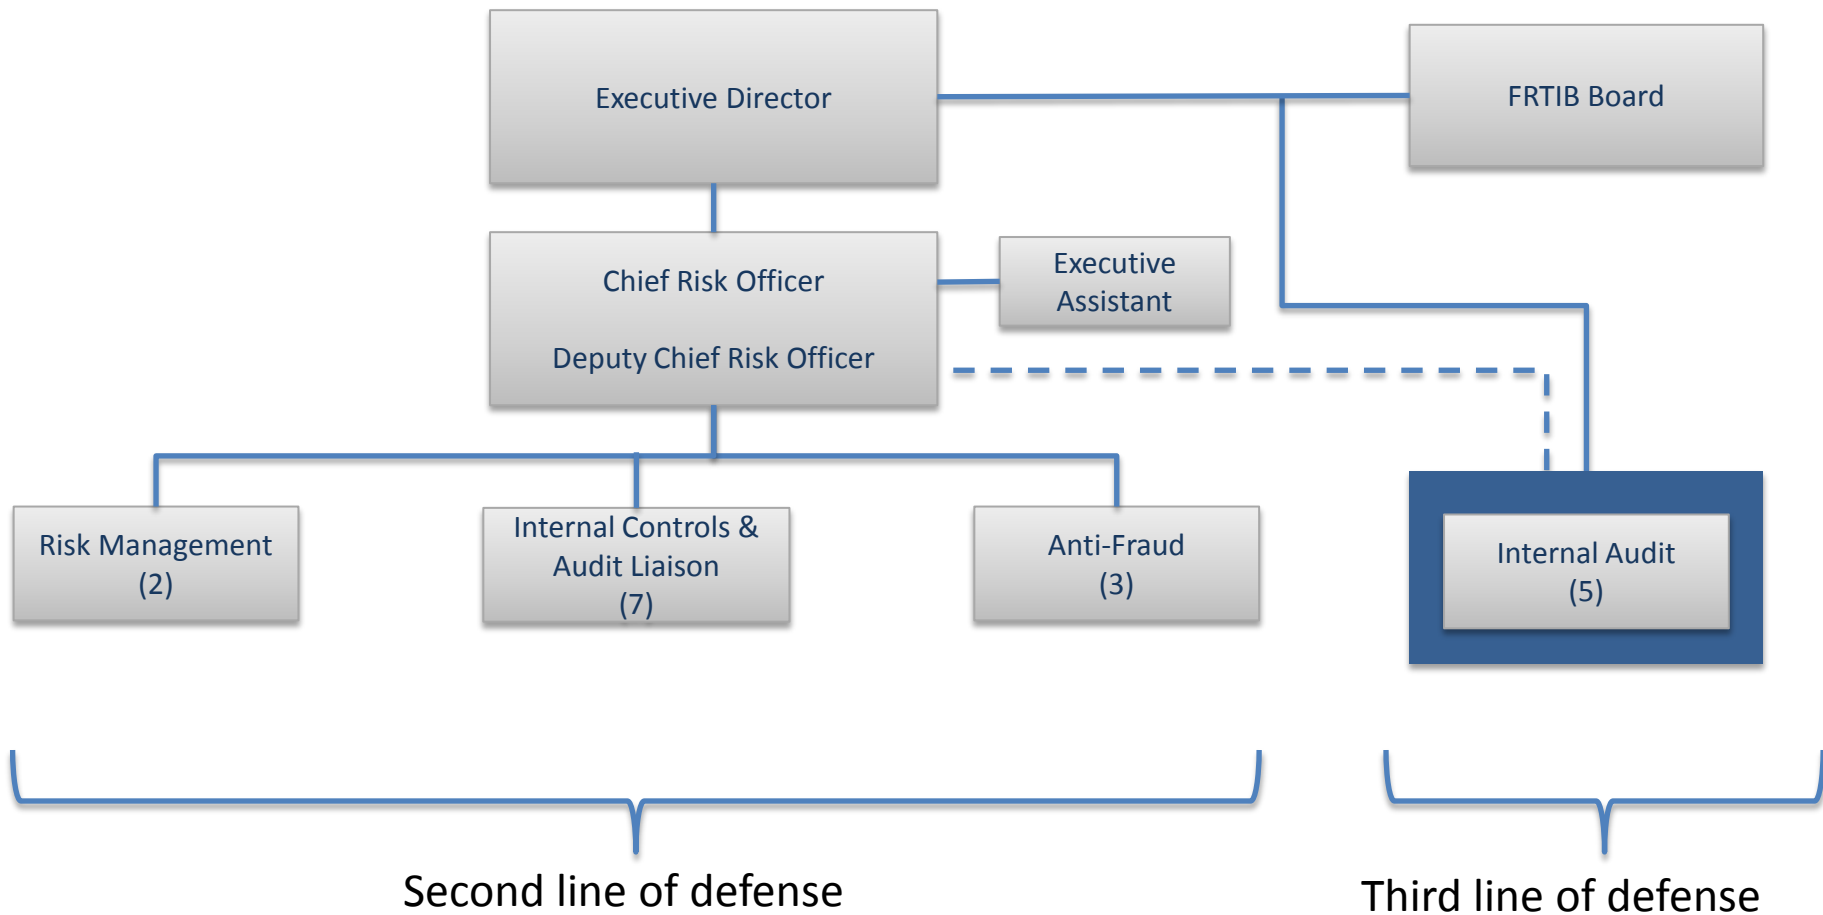 Executive Director
FRTIB Board
Chief Risk Officer
Deputy Chief Risk Officer
Executive
Assistant
Risk Management
(2)
Internal Controls &
Audit Liaison
(7)
Anti-Fraud
(3)
Internal Audit
(5)
Second line of defense
Third line of defense